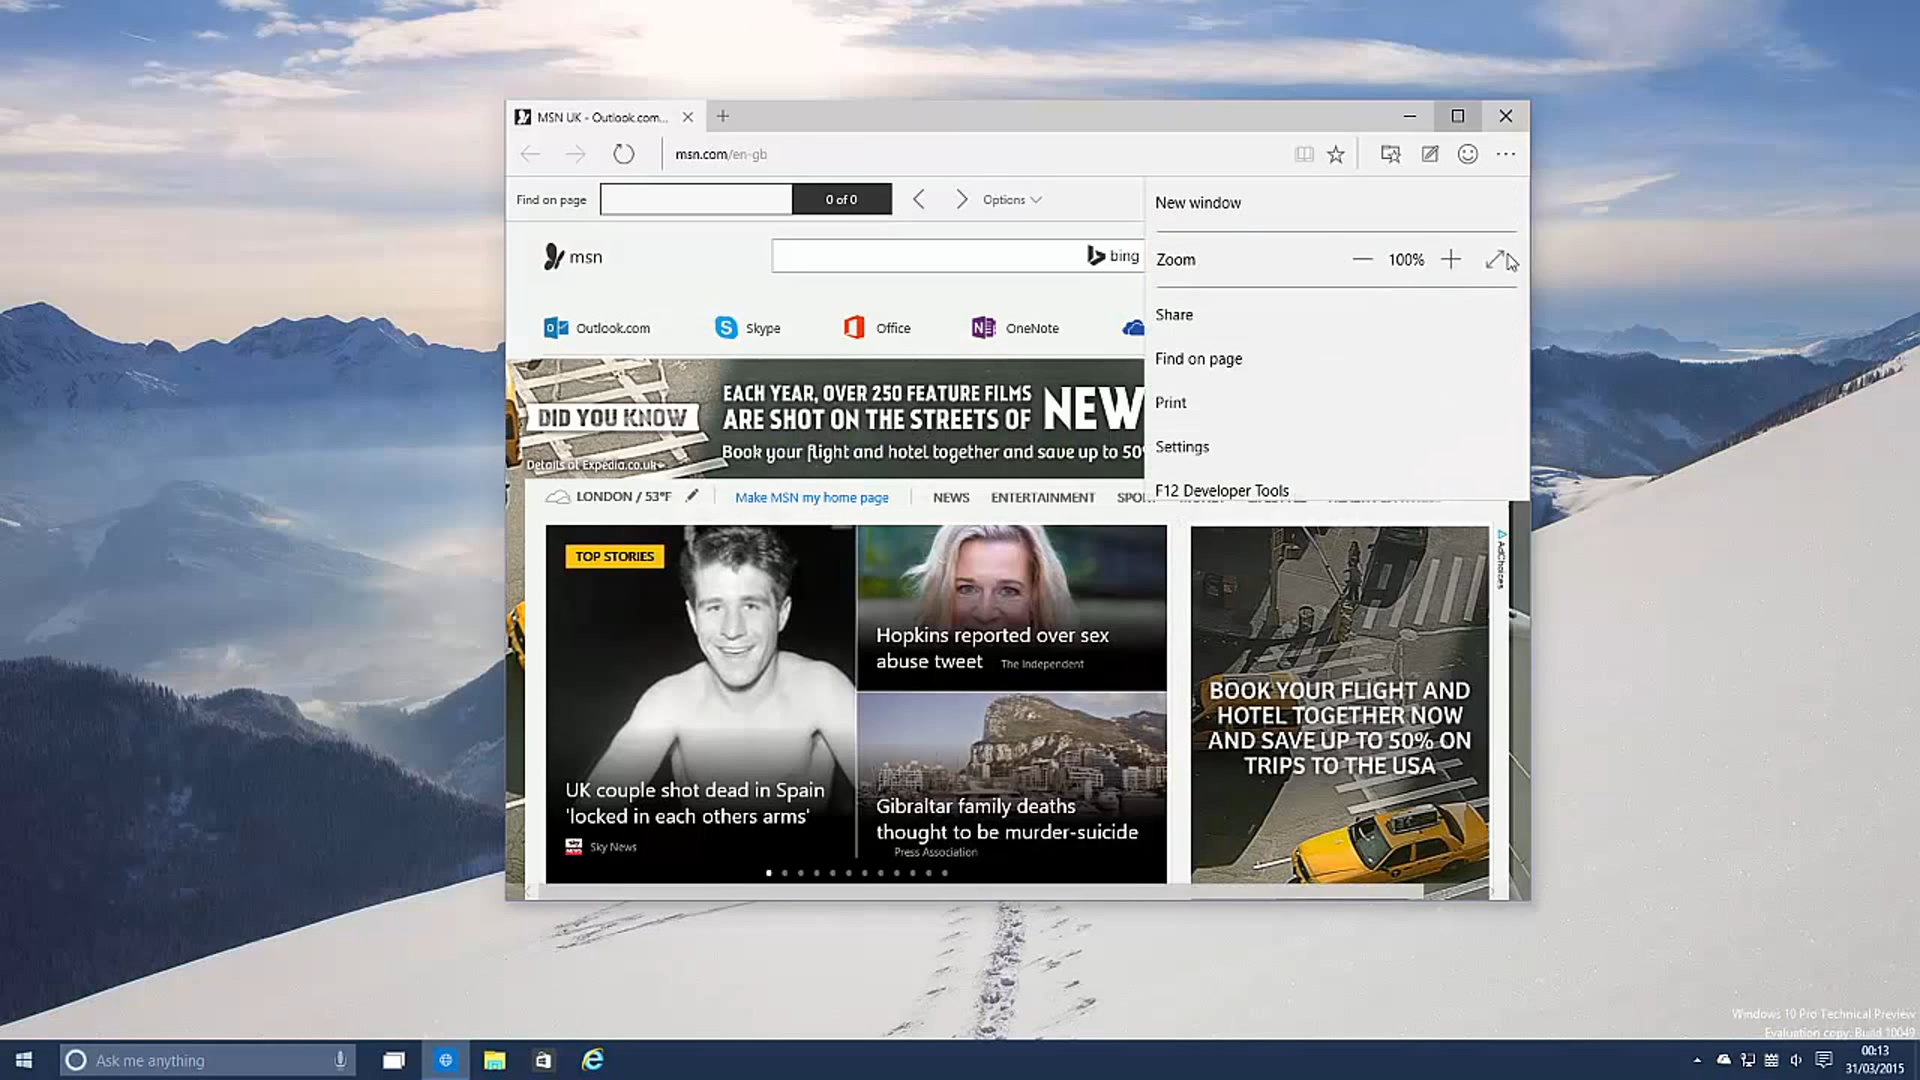 MSN UK - Outlook.com...
msn.com/en-gb
Find on page
0 of 0
Options
New window
Zoom
100%
Share
Find on page
Print
Settings
F12 Developer Tools
msn
bing
Outlook.com
Skype
Office
OneNote
DID YOU KNOW
Details at Expedia.co.uk
EACH YEAR, OVER 250 FEATURE FILMS
ARE SHOT ON THE STREETS OF NEW
Book your flight and hotel together and save up to 50
LONDON / 53°F
Make MSN my home page
NEWS
ENTERTAINMENT
SPO
TOP STORIES
UK couple shot dead in Spain
'locked in each others arms'
Sky News
Hopkins reported over sex
abuse tweet The Independent
Gibraltar family deaths
thought to be murder-suicide
Press Association
AdChoices
BOOK YOUR FLIGHT AND
HOTEL TOGETHER NOW
AND SAVE UP TO 50% ON
TRIPS TO THE USA
Windows 10 Pro Technical Preview
Evaluation copy. Build 10049
Ask me anything
00:13
31/03/2015